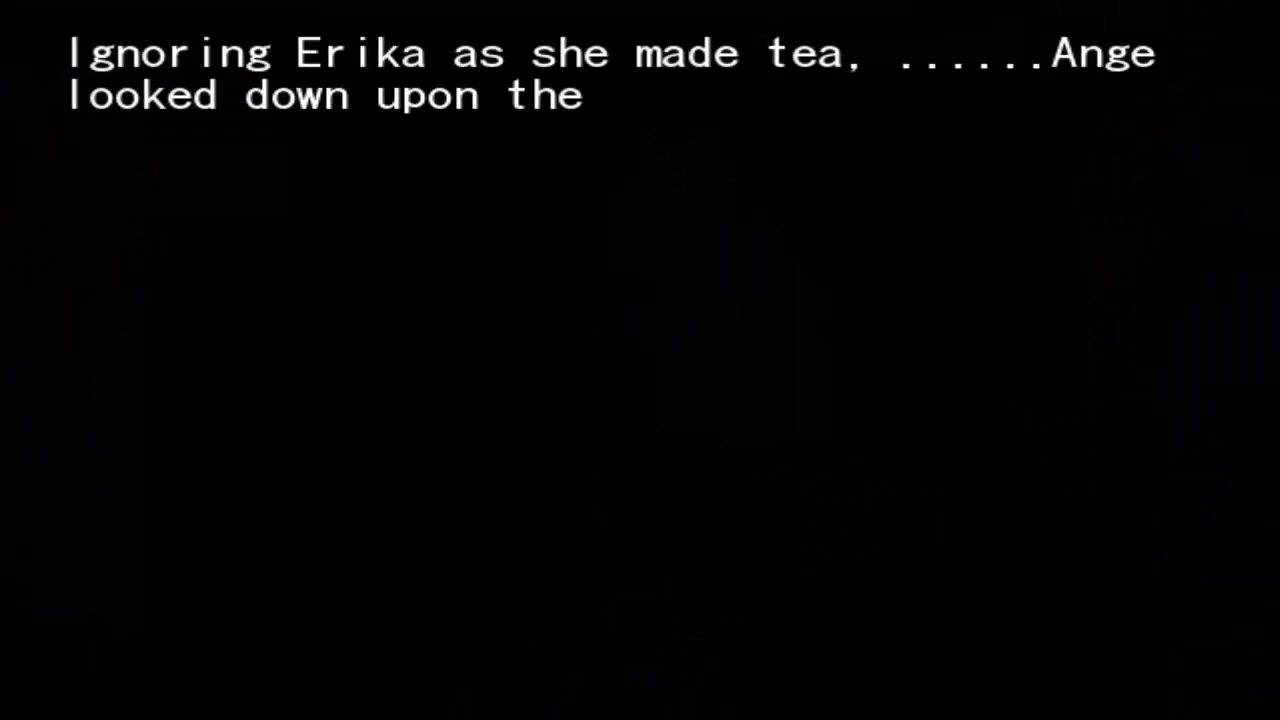 Ignoring Erika as she made tea, ......Ange
looked down upon the